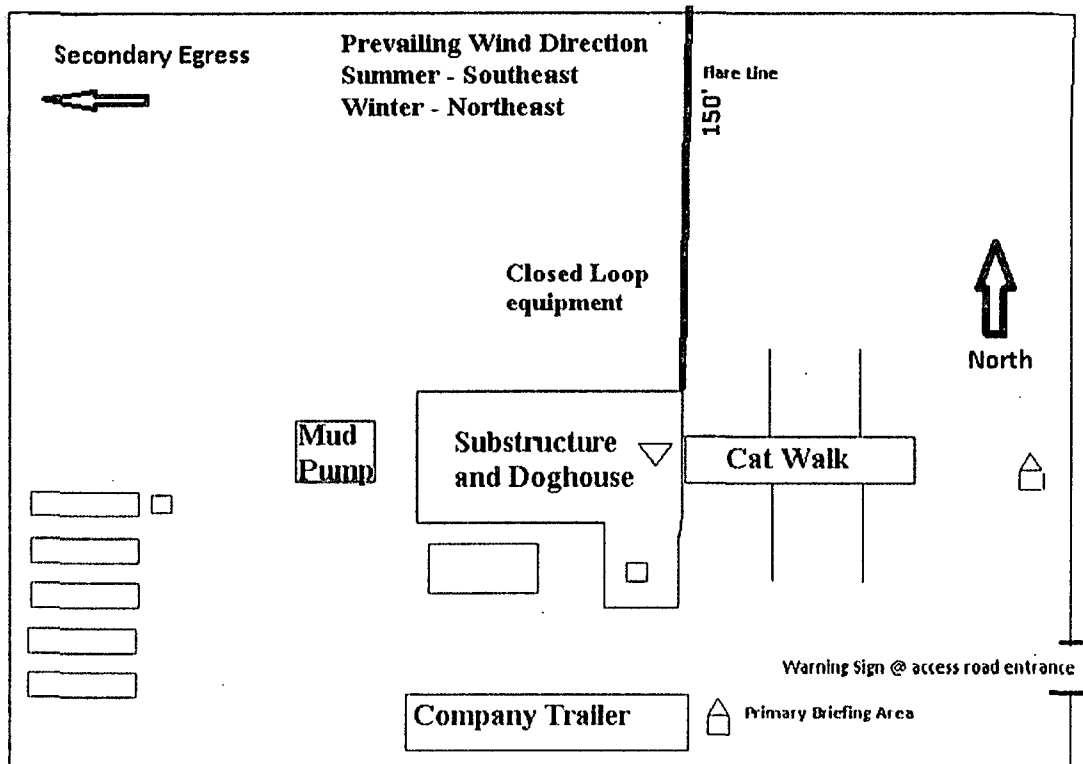 Secondary Egress
Prevailing Wind Direction
Summer - Southeast
Winter - Northeast
flare Line
150'
Closed Loop
equipment
North
Mud
Pump
Substructure
and Doghouse
Cat Walk
Warning Sign @ access road entrance
Company Trailer
Primary Briefing Area